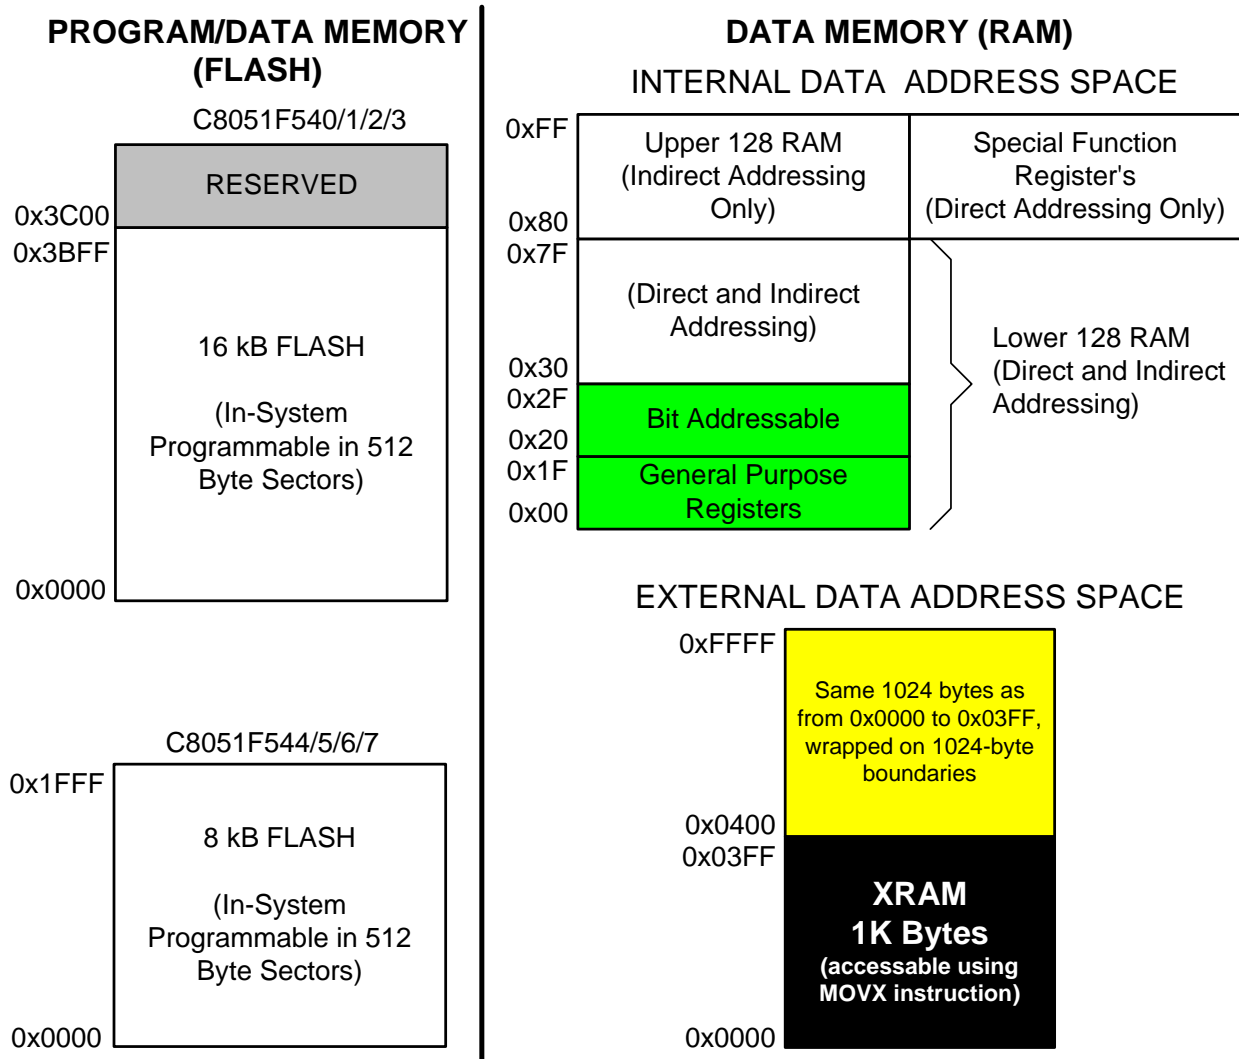 PROGRAM/DATA MEMORY
(FLASH)
C8051F540/1/2/3
RESERVED
0x3C00
0x3BFF
16 kB FLASH
(In-System
Programmable in 512
Byte Sectors)
0x0000
C8051F544/5/6/7
0x1FFF
8 kB FLASH
(In-System
Programmable in 512
Byte Sectors)
0x0000
DATA MEMORY (RAM)
INTERNAL DATA ADDRESS SPACE
0xFF
Upper 128 RAM
(Indirect Addressing
Only)
Special Function
Register's
(Direct Addressing Only)
0x80
0x7F
(Direct and Indirect
Addressing)
Lower 128 RAM
(Direct and Indirect
Addressing)
0x30
0x2F
Bit Addressable
0x20
0x1F
General Purpose
Registers
0x00
EXTERNAL DATA ADDRESS SPACE
0xFFFF
Same 1024 bytes as
from 0x0000 to 0x03FF,
wrapped on 1024-byte
boundaries
0x0400
0x03FF
XRAM
1K Bytes
(accessable using
MOVX instruction)
0x0000